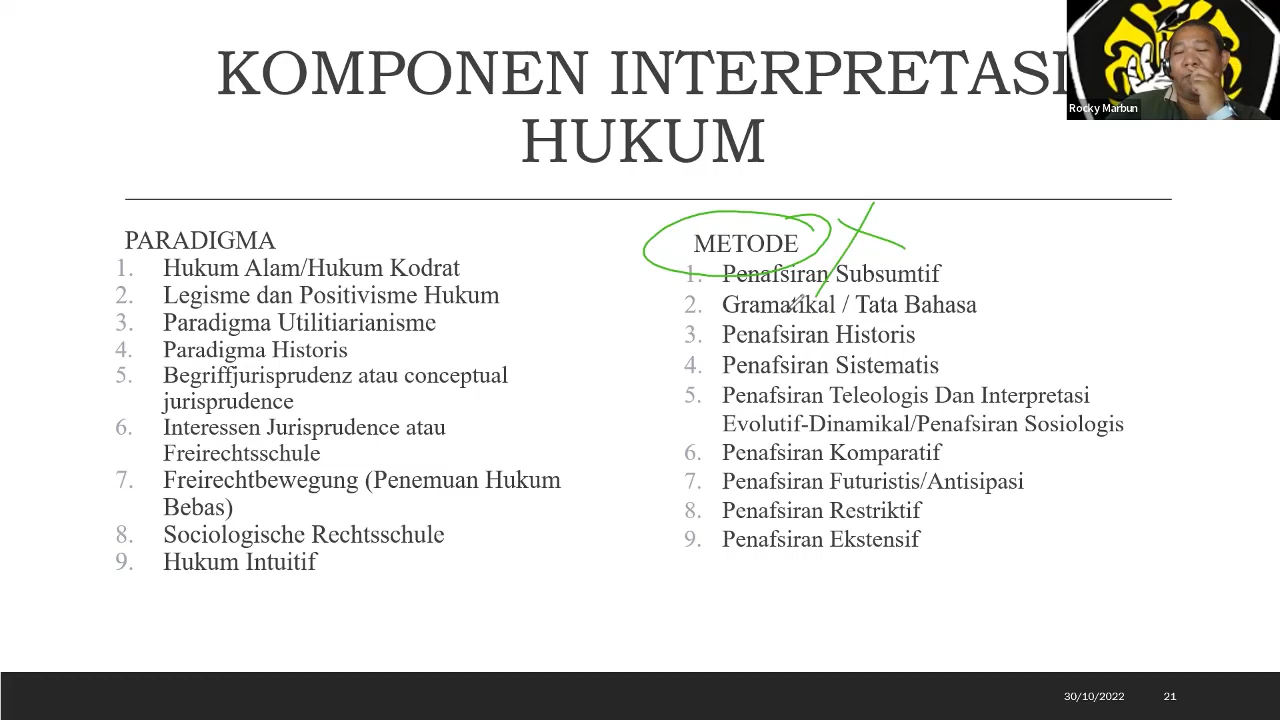 KOMPONEN INTERPRETASI
HUKUM
Rocky Marbun
PARADIGMA
1. Hukum Alam/Hukum Kodrat
2. Legisme dan Positivisme Hukum
3. Paradigma Utilitiarianisme
4. Paradigma Historis
5. Begriffjurisprudenz atau conceptual
jurisprudence
6. Interessen Jurisprudence atau
Freirechtsschule
7. Freirechtbewegung (Penemuan Hukum
Bebas)
8. Sociologische Rechtsschule
9. Hukum Intuitif
METODE
1. Penafsiran Subsumtif
2. Gramatikal / Tata Bahasa
3. Penafsiran Historis
4. Penafsiran Sistematis
5. Penafsiran Teleologis Dan Interpretasi
Evolutif-Dinamikal/Penafsiran Sosiologis
6. Penafsiran Komparatif
7. Penafsiran Futuristis/Antisipasi
8. Penafsiran Restriktif
9. Penafsiran Ekstensif
30/10/2022 21